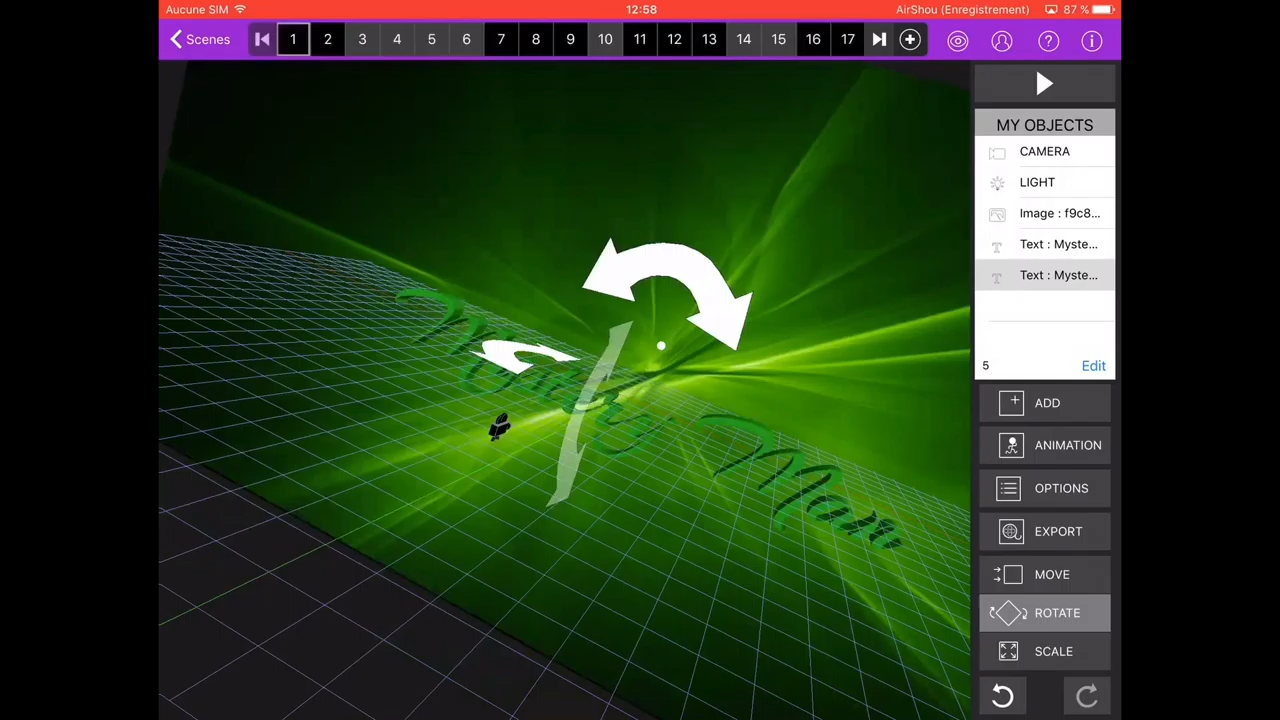 Aucune SIM 12:58 AirShou (Enregistrement) 87 %
Scenes 1 2 3 4 5 6 7 8 9 10 11 12 13 14 15 16 17
MY OBJECTS
CAMERA
LIGHT
Image : f9c8...
Text : Myste...
Text : Myste...
5 Edit
ADD
ANIMATION
OPTIONS
EXPORT
MOVE
ROTATE
SCALE